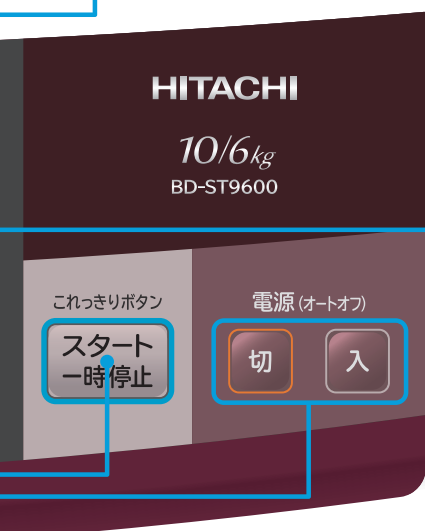 HITACHI
10/6kg
BD-ST9600
これっきりボタン
電源(オートオフ)
スタート
一時停止
切
入